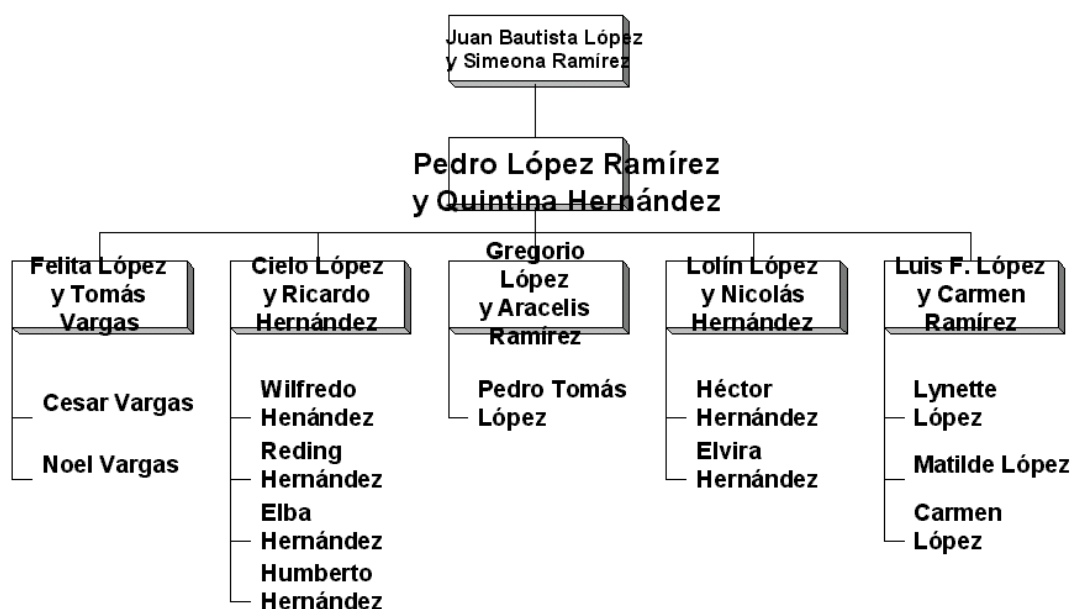 Juan Bautista López
y Simeona Ramírez
Pedro López Ramírez
y Quintina Hernández
Felita López
y Tomás
Vargas
Cielo López
y Ricardo
Hernández
Gregorio
López
y Aracelis
Ramírez
Lolín López
y Nicolás
Hernández
Luis F. López
y Carmen
Ramírez
Cesar Vargas
Noel Vargas
Wilfredo
Henández
Reding
Hernández
Elba
Hernández
Humberto
Hernández
Pedro Tomás
López
Héctor
Hernández
Elvira
Hernández
Lynette
López
Matilde López
Carmen
López